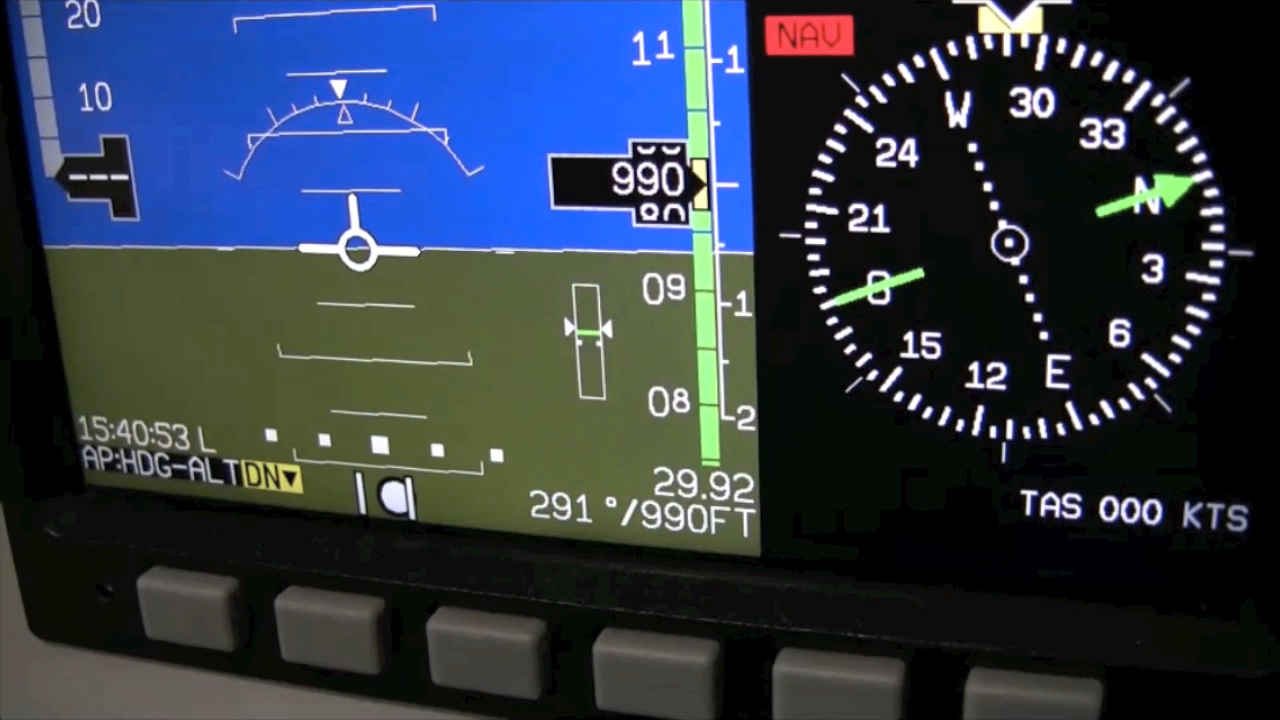 20
10
11
1
990
80
09
1
08
2
15:40:53 L
AP:HDG-ALT DN▼
29.92
291 °/990FT
NAV
W
30
33
N
3
6
E
12
15
S
21
24
TAS 000 KTS